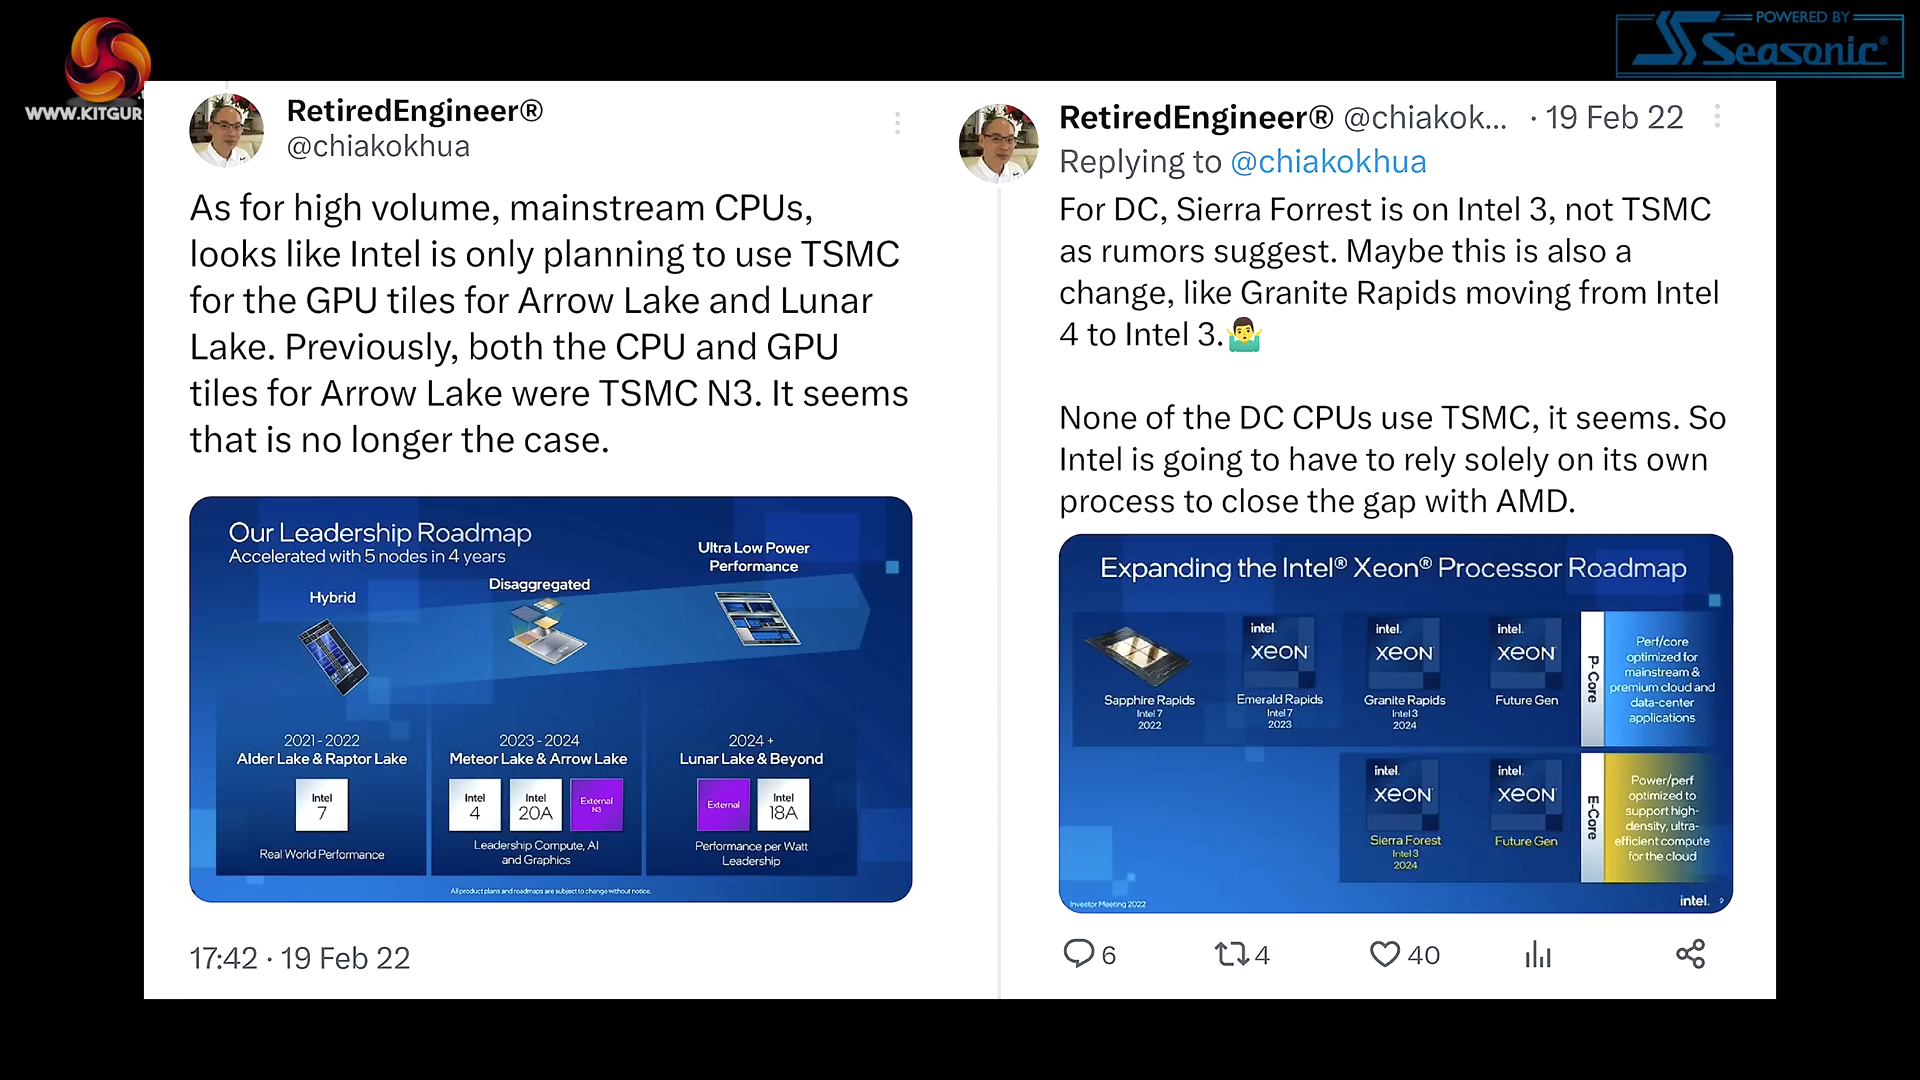 WWW.KITGUR
POWERED BY
Seasonic®
RetiredEngineer®
@chiakokhua
As for high volume, mainstream CPUs,
looks like Intel is only planning to use TSMC
for the GPU tiles for Arrow Lake and Lunar
Lake. Previously, both the CPU and GPU
tiles for Arrow Lake were TSMC N3. It seems
that is no longer the case.
Our Leadership Roadmap
Accelerated with 5 nodes in 4 years
Hybrid
Disaggregated
Ultra Low Power
Performance
2021-2022
Alder Lake & Raptor Lake
Intel
7
Real World Performance
2023-2024
Meteor Lake & Arrow Lake
Intel
4
Intel
20A
External
N3
Leadership Compute, AI
and Graphics
2024 +
Lunar Lake & Beyond
External
Intel
18A
Performance per Watt
Leadership
All product plans and roadmaps are subject to change without notice.
17:42 · 19 Feb 22
RetiredEngineer® @chiakok... · 19 Feb 22
Replying to @chiakokhua
For DC, Sierra Forrest is on Intel 3, not TSMC
as rumors suggest. Maybe this is also a
change, like Granite Rapids moving from Intel
4 to Intel 3.🤷‍♂️
None of the DC CPUs use TSMC, it seems. So
Intel is going to have to rely solely on its own
process to close the gap with AMD.
Expanding the Intel® Xeon® Processor Roadmap
Sapphire Rapids
Intel 7
2022
intel.
xeon
Emerald Rapids
Intel 7
2023
intel.
xeon
Granite Rapids
Intel 3
2024
intel.
xeon
Future Gen
P-Core
Perf/core
optimized for
mainstream &
premium cloud and
data-center
applications
intel.
xeon
Sierra Forest
Intel 3
2024
intel.
xeon
Future Gen
E-Core
Power/perf
optimized to
support high-
density, ultra-
efficient compute
for the cloud
Investor Meeting 2022
intel. 9
6
4
40